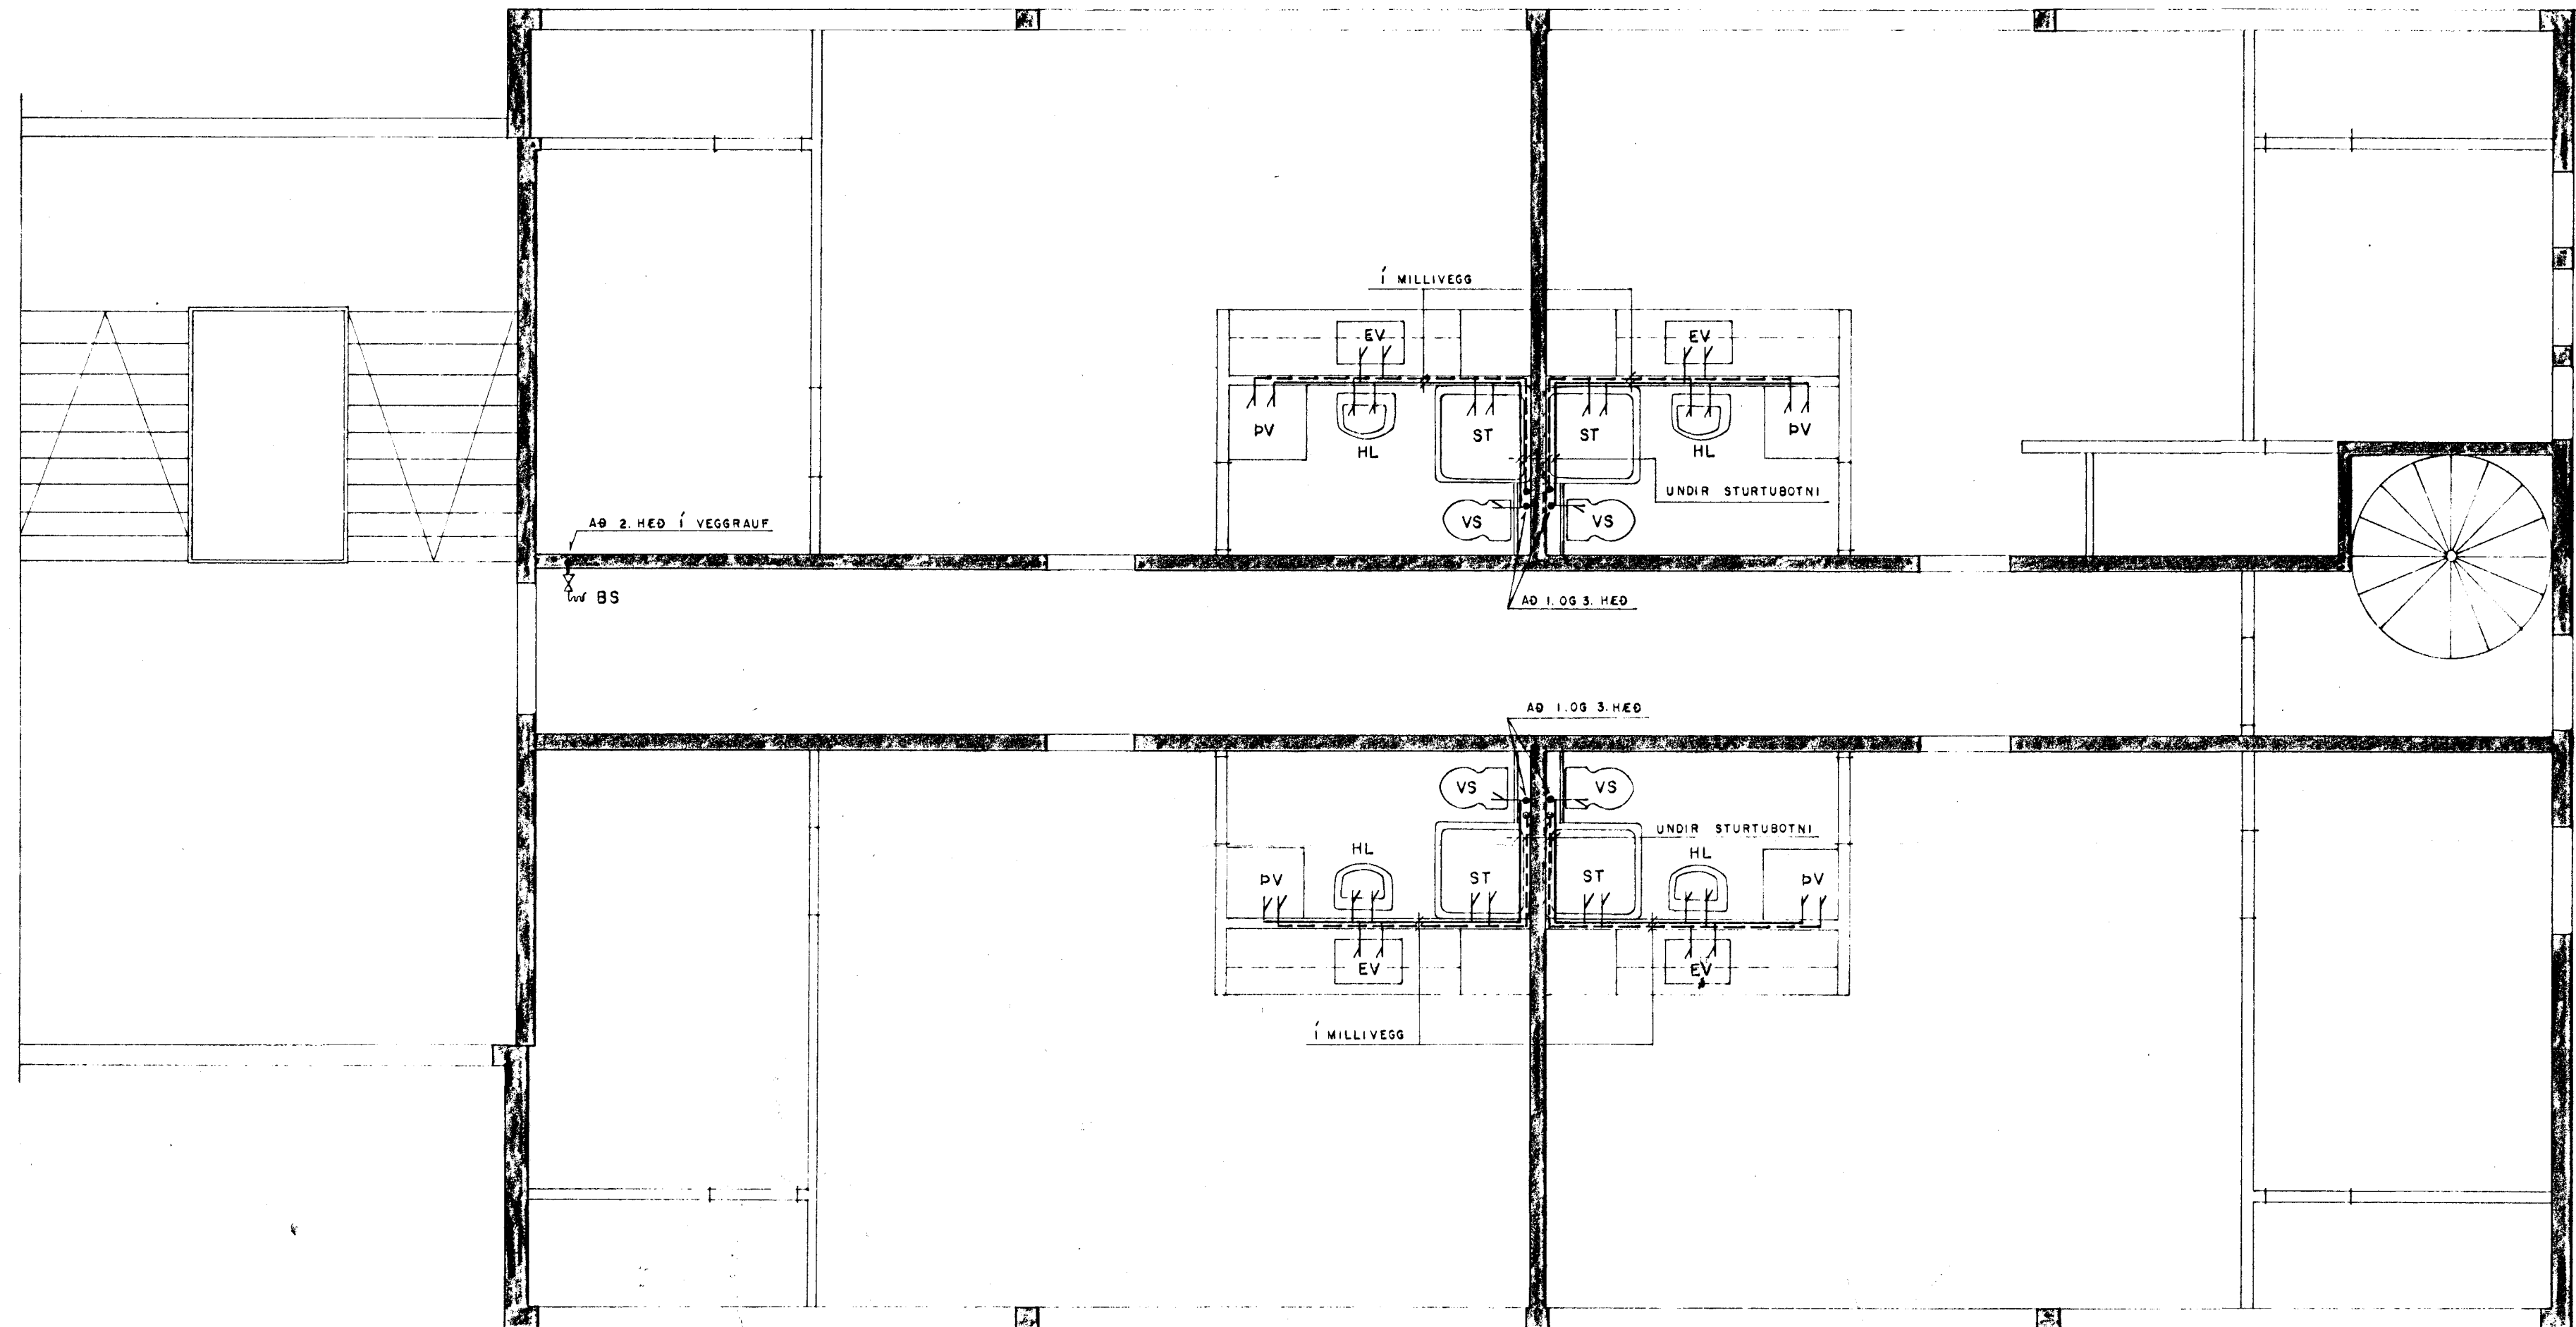 Í MILLIVEGG
EV
EV
ÞV
HL
ST
ST
HL
ÞV
UNDIR STURTUBOTNI
VS
VS
AÐ 2. HÆÐ Í VEGGRAUF
BS
AÐ 1. OG 3. HÆÐ
AÐ 1. OG 3. HÆÐ
VS
VS
UNDIR STURTUBOTNI
HL
HL
ÞV
ST
ST
ÞV
EV
EV
Í MILLIVEGG